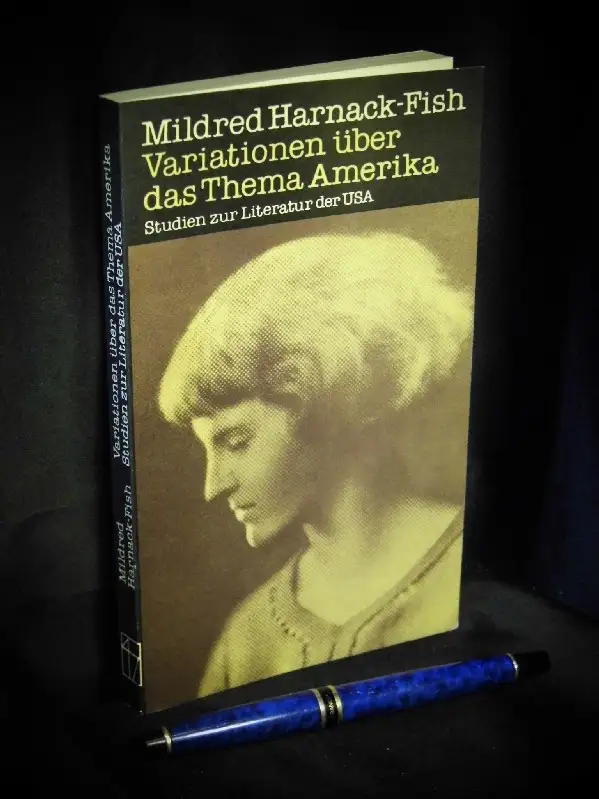 Mildred Harnack-Fish
Variationen über
das Thema Amerika
Studien zur Literatur der USA
Mildred
Harnack-Fish
Variationen über das Thema Amerika
Studien zur Literatur der USA